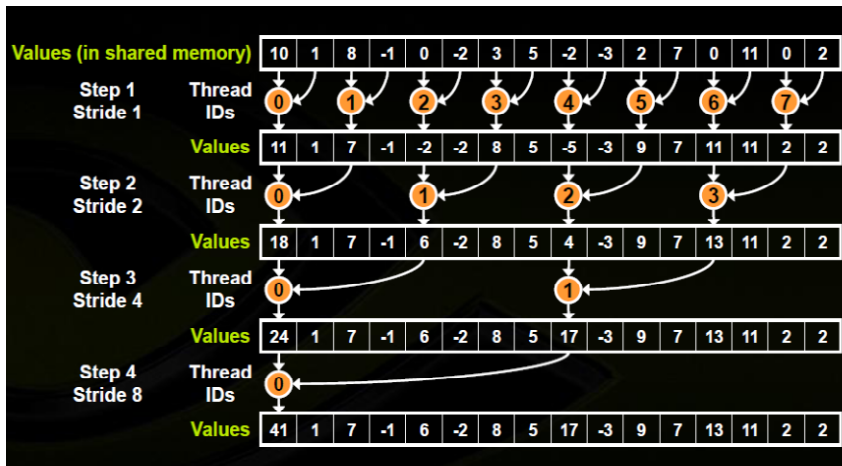 Values (in shared memory) 10 1 8 -1 0 -2 3 5 -2 -3 2 7 0 11 0 2
Step 1 Thread 0 1 2 3 4 5 6 7
Stride 1 IDs
Values 11 1 7 -1 -2 -2 8 5 -5 -3 9 7 11 11 2 2
Step 2 Thread 0 1 2 3
Stride 2 IDs
Values 18 1 7 -1 6 -2 8 5 4 -3 9 7 13 11 2 2
Step 3 Thread 0 1
Stride 4 IDs
Values 24 1 7 -1 6 -2 8 5 17 -3 9 7 13 11 2 2
Step 4 Thread 0
Stride 8 IDs
Values 41 1 7 -1 6 -2 8 5 17 -3 9 7 13 11 2 2